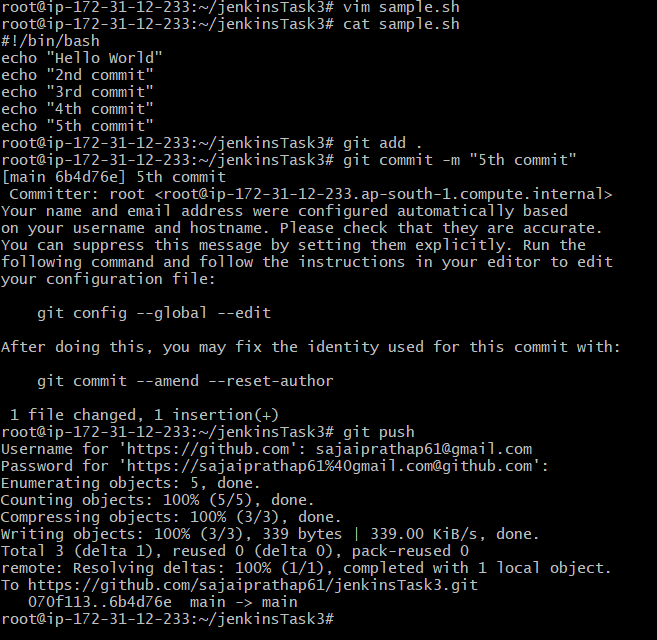 root@ip-172-31-12-233:~/jenkinsTask3# vim sample.sh
root@ip-172-31-12-233:~/jenkinsTask3# cat sample.sh
#!/bin/bash
echo "Hello World"
echo "2nd commit"
echo "3rd commit"
echo "4th commit"
echo "5th commit"
root@ip-172-31-12-233:~/jenkinsTask3# git add .
root@ip-172-31-12-233:~/jenkinsTask3# git commit -m "5th commit"
[main 6b4d76e] 5th commit
 Committer: root <root@ip-172-31-12-233.ap-south-1.compute.internal>
Your name and email address were configured automatically based
on your username and hostname. Please check that they are accurate.
You can suppress this message by setting them explicitly. Run the
following command and follow the instructions in your editor to edit
your configuration file:
    git config --global --edit
After doing this, you may fix the identity used for this commit with:
    git commit --amend --reset-author
 1 file changed, 1 insertion(+)
root@ip-172-31-12-233:~/jenkinsTask3# git push
Username for 'https://github.com': sajaiprathap61@gmail.com
Password for 'https://sajaiprathap61%40gmail.com@github.com':
Enumerating objects: 5, done.
Counting objects: 100% (5/5), done.
Compressing objects: 100% (3/3), done.
Writing objects: 100% (3/3), 339 bytes | 339.00 KiB/s, done.
Total 3 (delta 1), reused 0 (delta 0), pack-reused 0
remote: Resolving deltas: 100% (1/1), completed with 1 local object.
To https://github.com/sajaiprathap61/jenkinsTask3.git
   070f113..6b4d76e  main -> main
root@ip-172-31-12-233:~/jenkinsTask3#